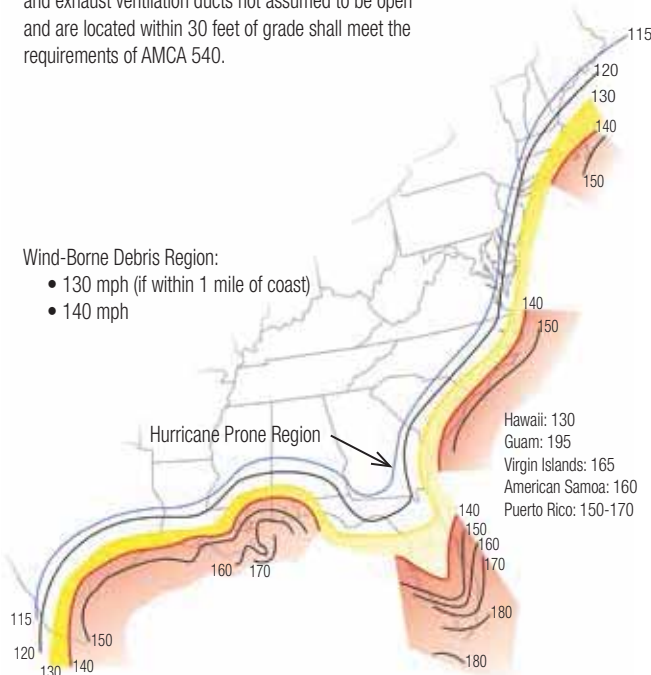 and exhaust ventilation ducts not assumed to be open
and are located within 30 feet of grade shall meet the
requirements of AMCA 540.
115
120
130
140
150
Wind-Borne Debris Region:
• 130 mph (if within 1 mile of coast)
• 140 mph
140
150
Hurricane Prone Region
Hawaii: 130
Guam: 195
Virgin Islands: 165
American Samoa: 160
Puerto Rico: 150-170
140
150
160
170
160
170
180
180
115
120
130
140
150